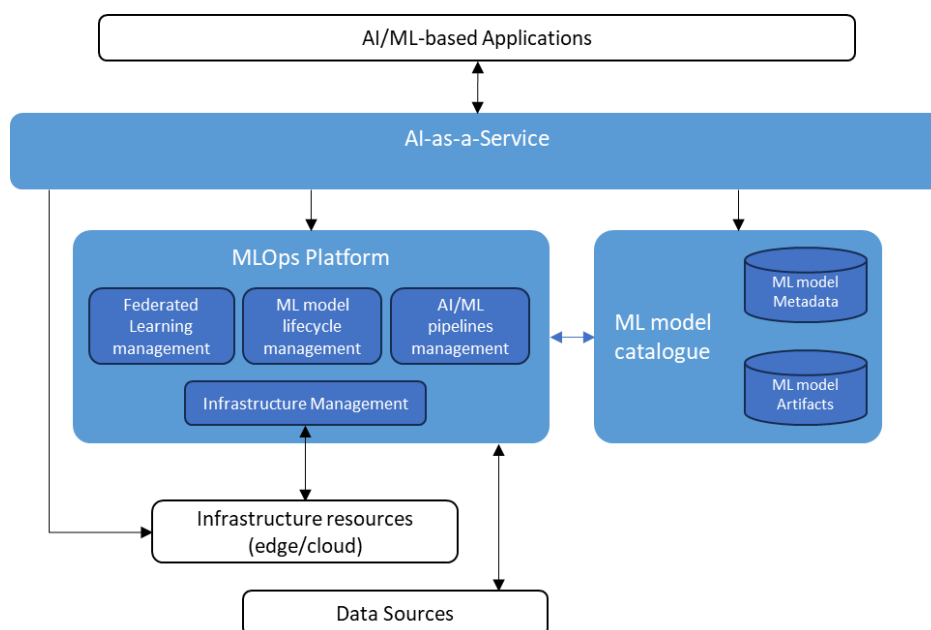 AI/ML-based Applications
AI-as-a-Service
MLOps Platform
Federated
Learning
management
ML model
lifecycle
management
AI/ML
pipelines
management
Infrastructure Management
ML model
catalogue
ML model
Metadata
ML model
Artifacts
Infrastructure resources
(edge/cloud)
Data Sources